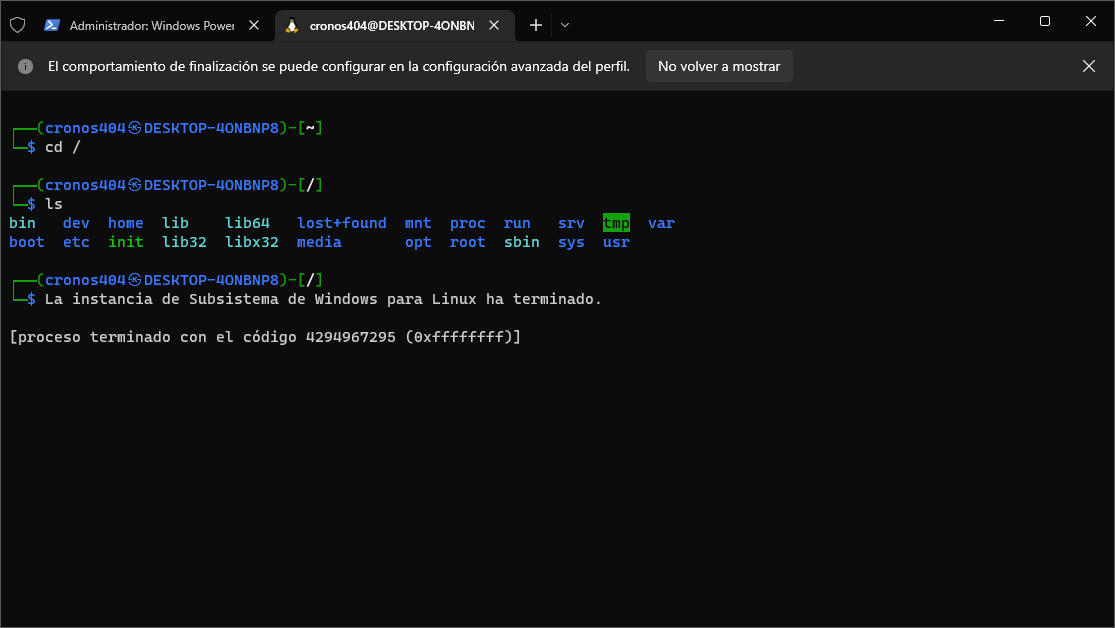 Administrador: Windows Power
cronos404@DESKTOP-4ONBN
El comportamiento de finalización se puede configurar en la configuración avanzada del perfil.
No volver a mostrar
┌──(cronos404㉿DESKTOP-4ONBNP8)-[~]
└─$ cd /
┌──(cronos404㉿DESKTOP-4ONBNP8)-[/]
└─$ ls
bin dev home lib lib64 lost+found mnt proc run srv tmp var
boot etc init lib32 libx32 media opt root sbin sys usr
┌──(cronos404㉿DESKTOP-4ONBNP8)-[/]
└─$ La instancia de Subsistema de Windows para Linux ha terminado.
[proceso terminado con el código 4294967295 (0xffffffff)]